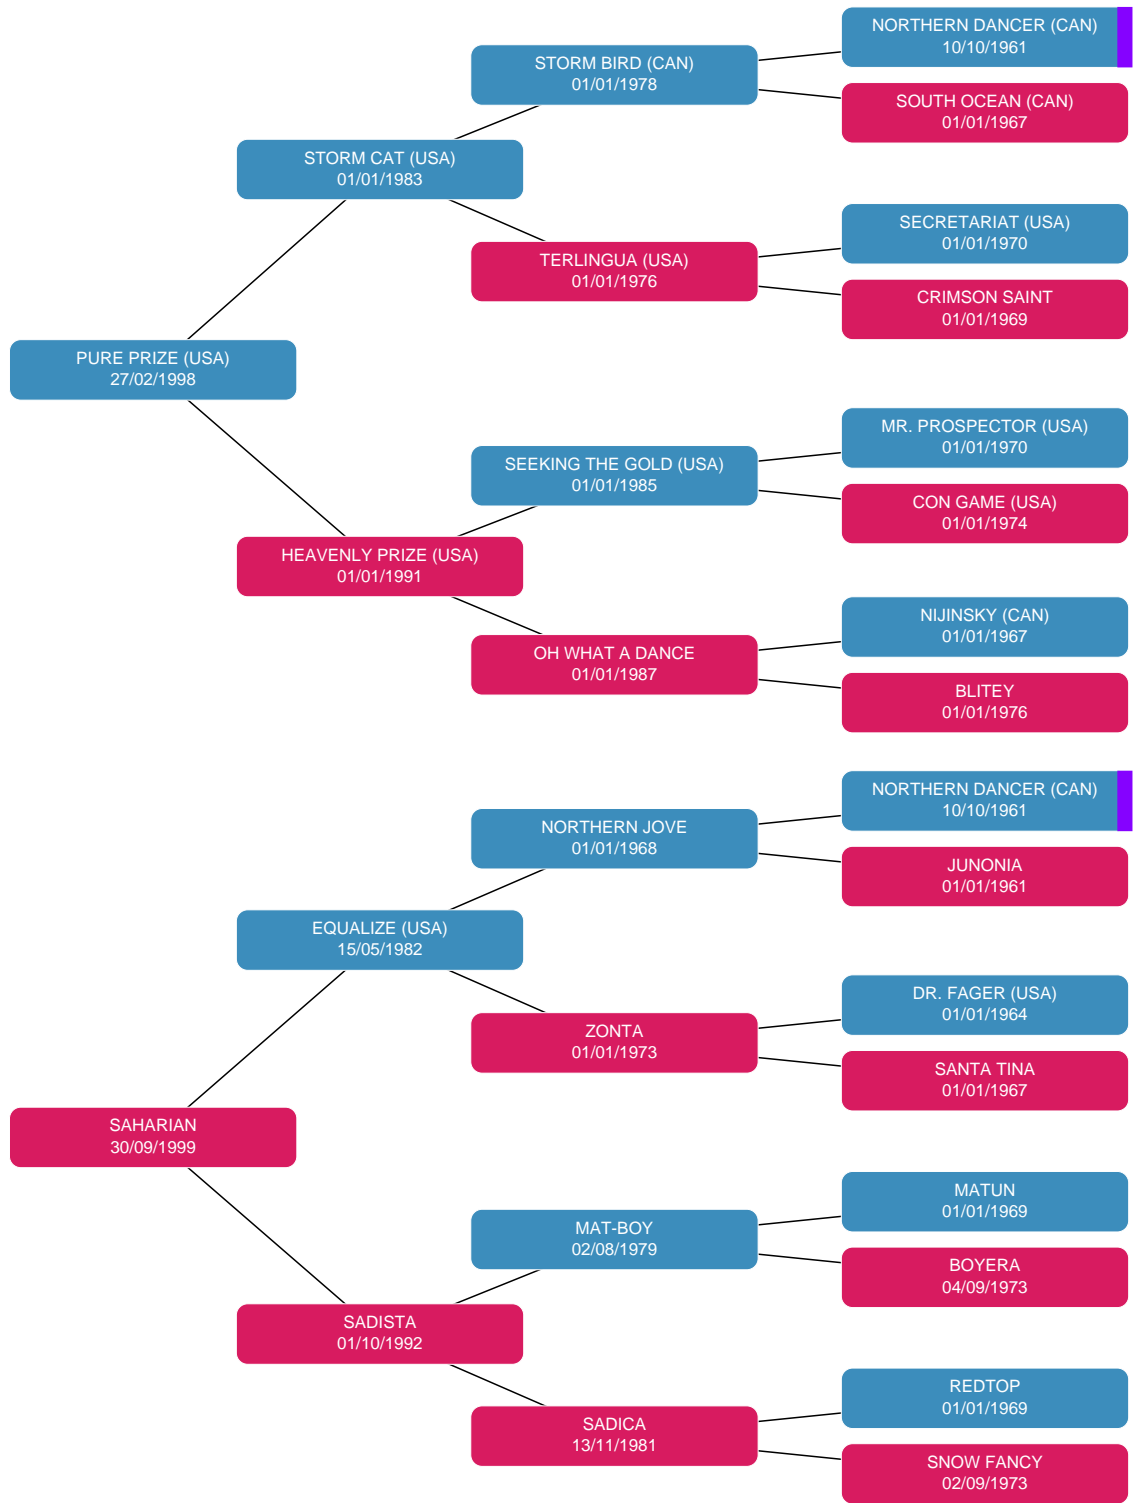 NORTHERN DANCER (CAN)
10/10/1961
STORM BIRD (CAN)
01/01/1978
SOUTH OCEAN (CAN)
01/01/1967
STORM CAT (USA)
01/01/1983
SECRETARIAT (USA)
01/01/1970
TERLINGUA (USA)
01/01/1976
CRIMSON SAINT
01/01/1969
PURE PRIZE (USA)
27/02/1998
MR. PROSPECTOR (USA)
01/01/1970
SEEKING THE GOLD (USA)
01/01/1985
CON GAME (USA)
01/01/1974
HEAVENLY PRIZE (USA)
01/01/1991
NIJINSKY (CAN)
01/01/1967
OH WHAT A DANCE
01/01/1987
BLITEY
01/01/1976
NORTHERN DANCER (CAN)
10/10/1961
NORTHERN JOVE
01/01/1968
JUNONIA
01/01/1961
EQUALIZE (USA)
15/05/1982
DR. FAGER (USA)
01/01/1964
ZONTA
01/01/1973
SANTA TINA
01/01/1967
SAHARIAN
30/09/1999
MATUN
01/01/1969
MAT-BOY
02/08/1979
BOYERA
04/09/1973
SADISTA
01/10/1992
REDTOP
01/01/1969
SADICA
13/11/1981
SNOW FANCY
02/09/1973